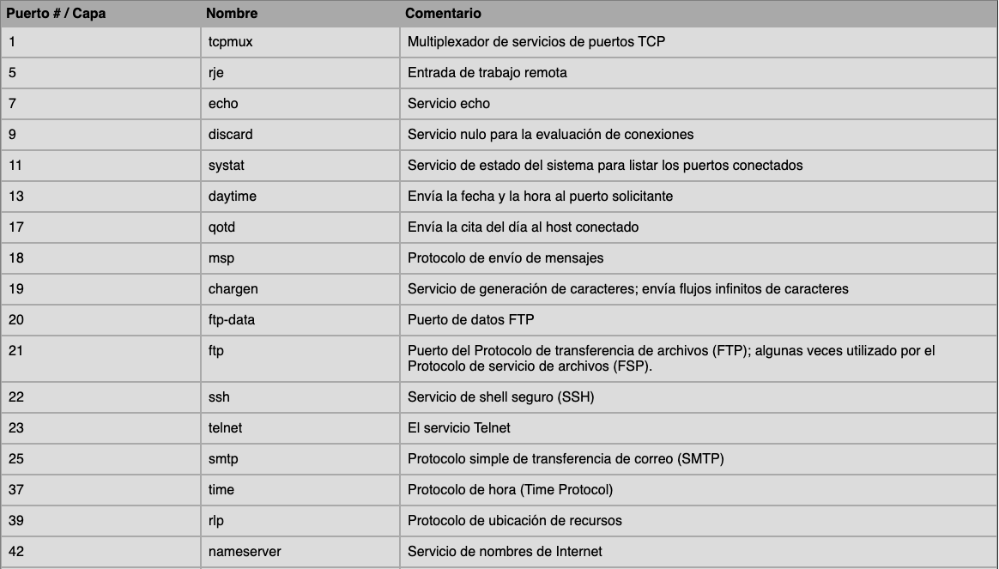 Puerto # / Capa Nombre Comentario
1 tcpmux Multiplexador de servicios de puertos TCP
5 rje Entrada de trabajo remota
7 echo Servicio echo
9 discard Servicio nulo para la evaluación de conexiones
11 systat Servicio de estado del sistema para listar los puertos conectados
13 daytime Envía la fecha y la hora al puerto solicitante
17 qotd Envía la cita del día al host conectado
18 msp Protocolo de envío de mensajes
19 chargen Servicio de generación de caracteres; envía flujos infinitos de caracteres
20 ftp-data Puerto de datos FTP
21 ftp Puerto del Protocolo de transferencia de archivos (FTP); algunas veces utilizado por el
Protocolo de servicio de archivos (FSP).
22 ssh Servicio de shell seguro (SSH)
23 telnet El servicio Telnet
25 smtp Protocolo simple de transferencia de correo (SMTP)
37 time Protocolo de hora (Time Protocol)
39 rlp Protocolo de ubicación de recursos
42 nameserver Servicio de nombres de Internet